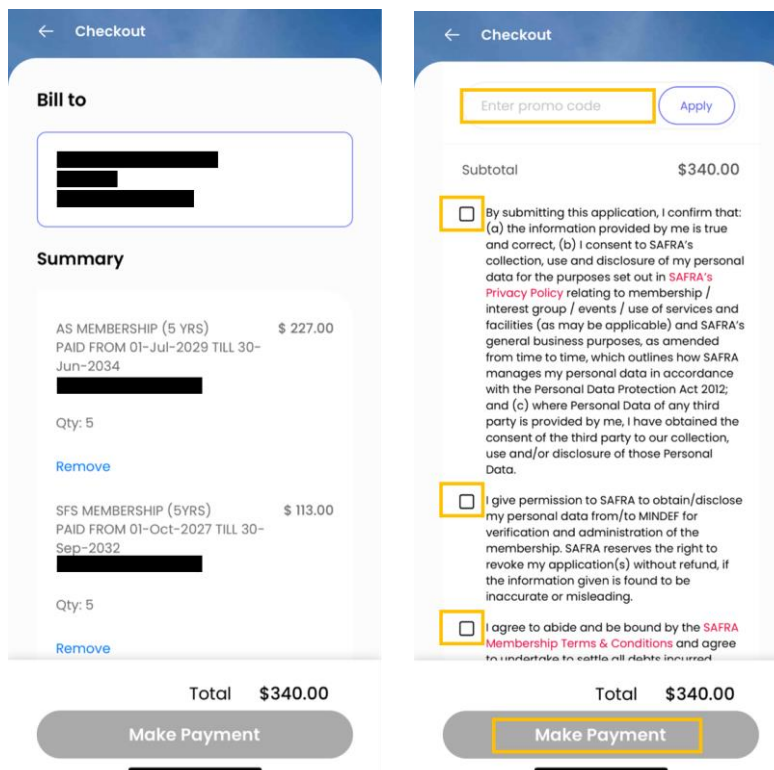 Checkout
Bill to
Summary
AS MEMBERSHIP (5 YRS) $ 227.00
PAID FROM 01-Jul-2029 TILL 30-
Jun-2034
Qty: 5
Remove
SFS MEMBERSHIP (5YRS) $ 113.00
PAID FROM 01-Oct-2027 TILL 30-
Sep-2032
Qty: 5
Remove
Total $340.00
Make Payment
Checkout
Enter promo code Apply
Subtotal $340.00
By submitting this application, I confirm that:
(a) the information provided by me is true
and correct, (b) I consent to SAFRA's
collection, use and disclosure of my personal
data for the purposes set out in SAFRA's
Privacy Policy relating to membership /
interest group / events / use of services and
facilities (as may be applicable) and SAFRA's
general business purposes, as amended
from time to time, which outlines how SAFRA
manages my personal data in accordance
with the Personal Data Protection Act 2012;
and (c) where Personal Data of any third
party is provided by me, I have obtained the
consent of the third party to our collection,
use and/or disclosure of those Personal
Data.
I give permission to SAFRA to obtain/disclose
my personal data from/to MINDEF for
verification and administration of the
membership. SAFRA reserves the right to
revoke my application(s) without refund, if
the information given is found to be
inaccurate or misleading.
I agree to abide and be bound by the SAFRA
Membership Terms & Conditions and agree
to undertake to settle all debts incurred
Total $340.00
Make Payment